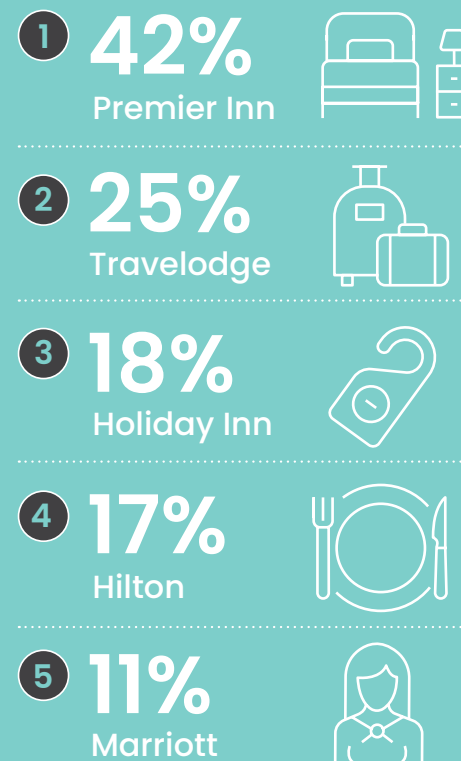 1
42%
Premier Inn
2
25%
Travelodge
3
18%
Holiday Inn
4
17%
Hilton
5
11%
Marriott